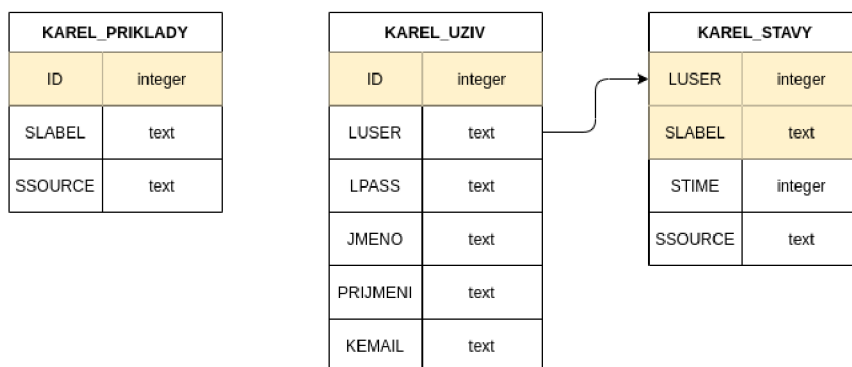 KAREL_PRIKLADY
ID integer
SLABEL text
SSOURCE text
KAREL_UZIV
ID integer
LUSER text
LPASS text
JMENO text
PRIJMENI text
KEMAIL text
KAREL_STAVY
LUSER integer
SLABEL text
STIME integer
SSOURCE text